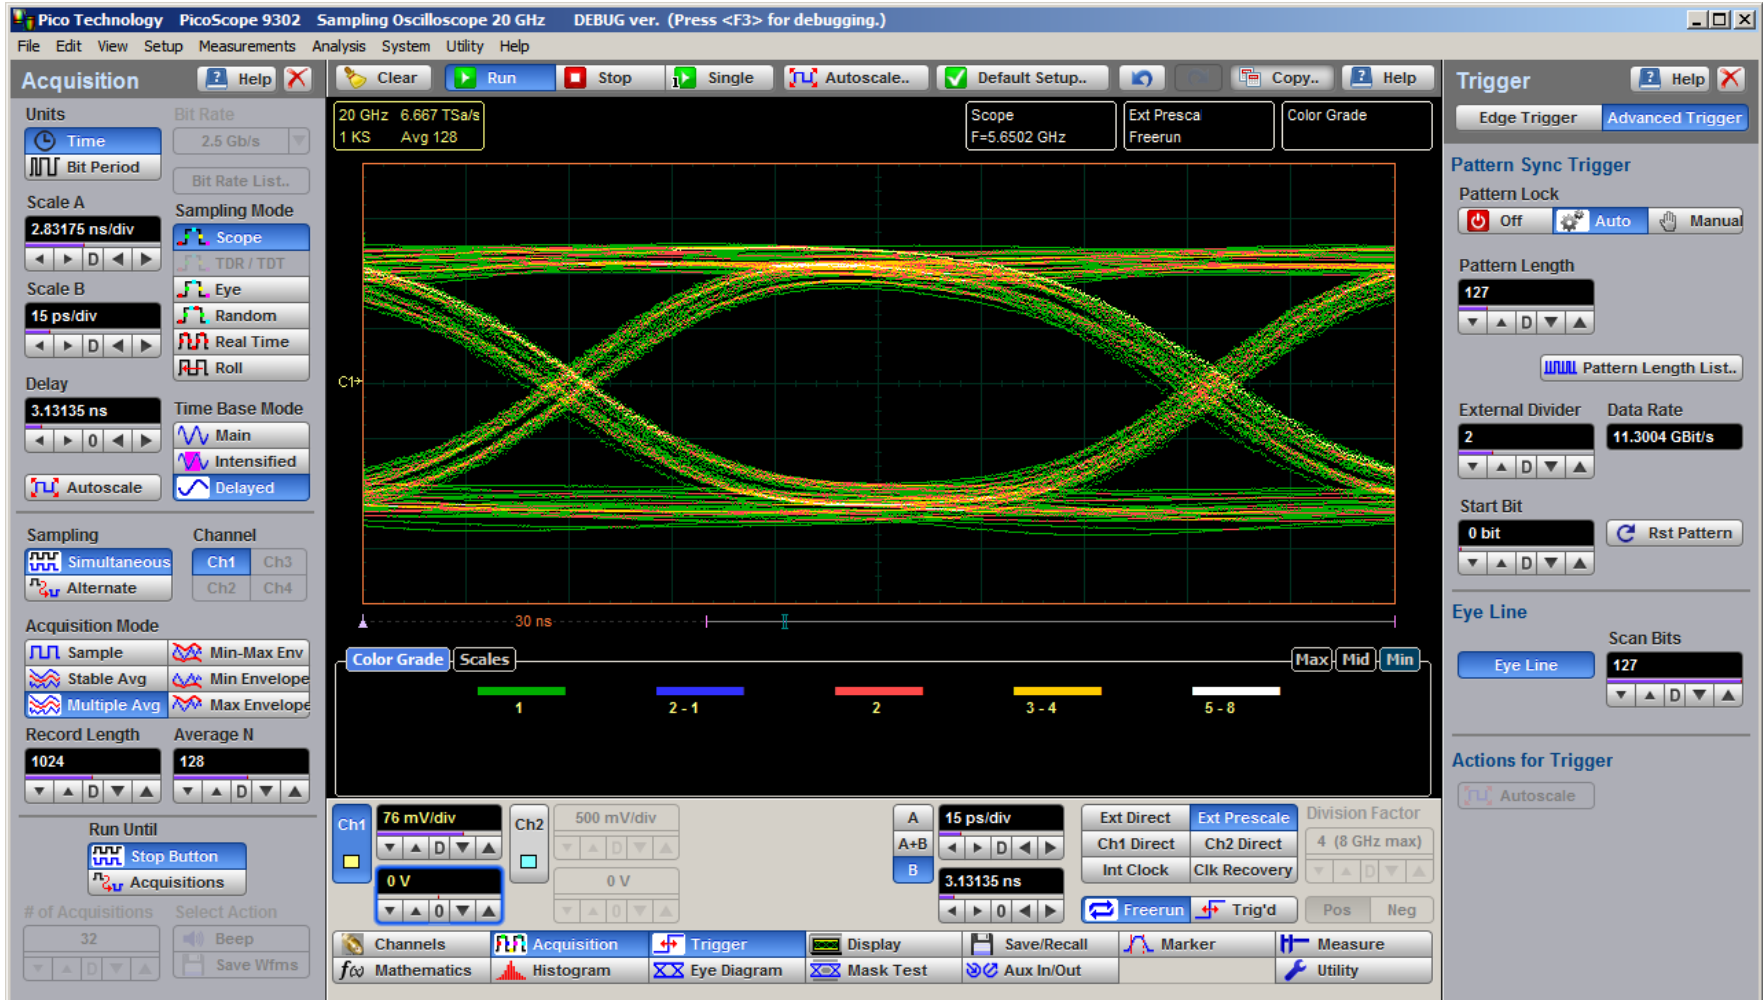 Pico Technology PicoScope 9302 Sampling Oscilloscope 20 GHz DEBUG ver. (Press <F3> for debugging.)
File Edit View Setup Measurements Analysis System Utility Help
Acquisition Help
Clear Run Stop Single Autoscale.. Default Setup.. Copy.. Help
Trigger Help
Units Bit Rate
Time 2.5 Gb/s
Bit Period
Bit Rate List..
Scale A Sampling Mode
2.83175 ns/div Scope
D TDR / TDT
Scale B Eye
15 ps/div Random
D Real Time
Roll
Delay
3.13135 ns Time Base Mode
0 Main
Intensified
Autoscale Delayed
Sampling Channel
Simultaneous Ch1 Ch3
Alternate Ch2 Ch4
Acquisition Mode
Sample Min-Max Env
Stable Avg Min Envelope
Multiple Avg Max Envelope
Record Length Average N
1024 128
D D
Run Until
Stop Button
Acquisitions
# of Acquisitions Select Action
32 Beep
D Save Wfms
20 GHz 6.667 TSa/s
1 KS Avg 128
Scope
F=5.6502 GHz
Ext Presca
Freerun
Color Grade
C1
30 ns
Color Grade Scales Max Mid Min
1 2 - 1 2 3 - 4 5 - 8
Ch1 76 mV/div Ch2 500 mV/div
D D
0 V 0 V
0 0
A 15 ps/div
A+B D
B 3.13135 ns
0
Ext Direct Ext Prescale
Ch1 Direct Ch2 Direct
Int Clock Clk Recovery
Freerun Trig'd
Division Factor
4 (8 GHz max)
D
Pos Neg
Channels Acquisition Trigger Display Save/Recall Marker Measure
f(x) Mathematics Histogram Eye Diagram Mask Test Aux In/Out Utility
Edge Trigger Advanced Trigger
Pattern Sync Trigger
Pattern Lock
Off Auto Manual
Pattern Length
127
D
Pattern Length List..
External Divider Data Rate
2 11.3004 GBit/s
D
Start Bit
0 bit Rst Pattern
D
Eye Line
Scan Bits
Eye Line 127
D
Actions for Trigger
Autoscale